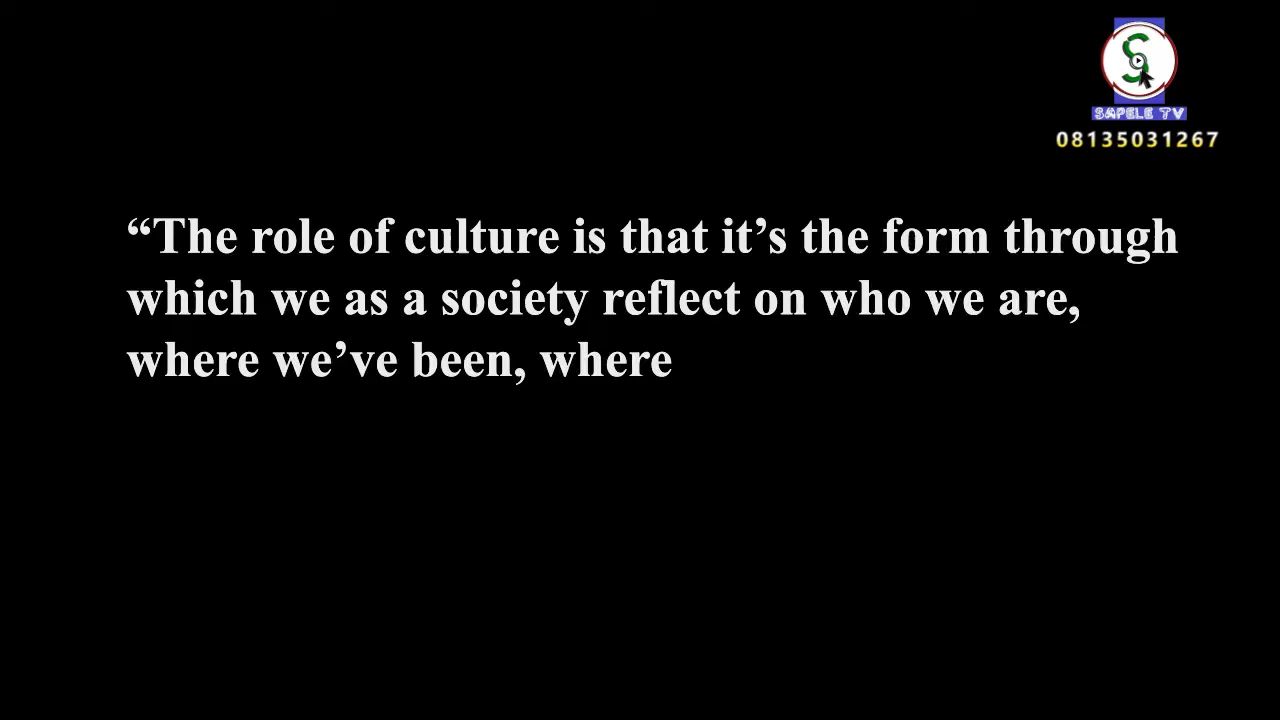 SAPELE TV
08135031267
“The role of culture is that it’s the form through
which we as a society reflect on who we are,
where we’ve been, where